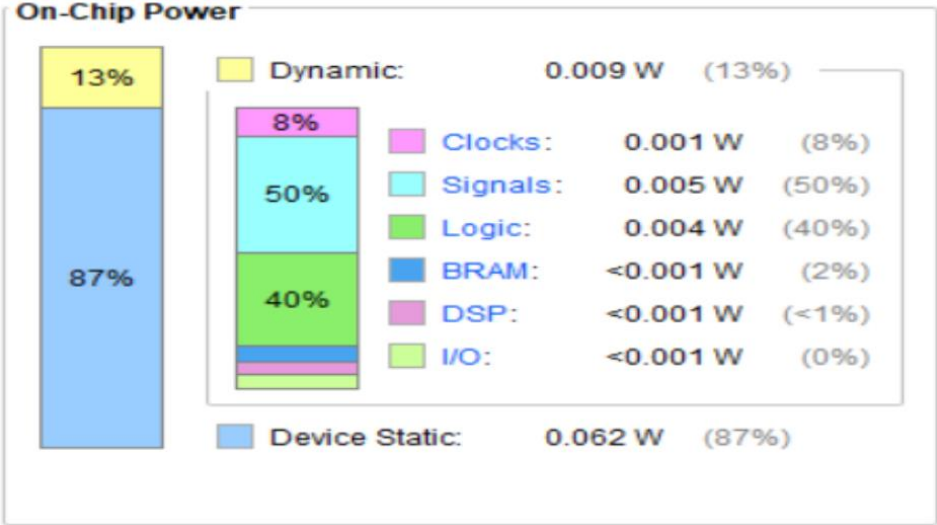 On-Chip Power
13%
Dynamic: 0.009 W (13%)
8%
Clocks: 0.001 W (8%)
50%
Signals: 0.005 W (50%)
Logic: 0.004 W (40%)
87%
BRAM: <0.001 W (2%)
40%
DSP: <0.001 W (<1%)
I/O: <0.001 W (0%)
Device Static: 0.062 W (87%)